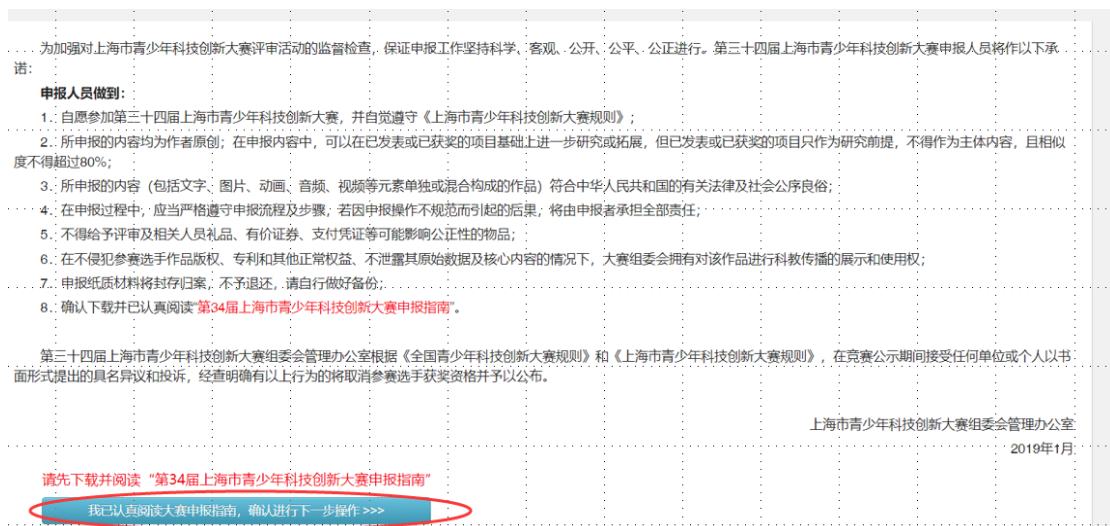 为加强对上海市青少年科技创新大赛评审活动的监督检查，保证申报工作坚持科学、客观、公开、公平、公正进行。第三十四届上海市青少年科技创新大赛申报人员将作以下承
诺：
申报人员做到：
1. 自愿参加第三十四届上海市青少年科技创新大赛，并自觉遵守《上海市青少年科技创新大赛规则》；
2. 所申报的内容均为作者原创；在申报内容中，可以在已发表或已获奖的项目基础上进一步研究或拓展，但已发表或已获奖的项目只作为研究前提，不得作为主体内容，且相似
度不得超过80%；
3. 所申报的内容（包括文字、图片、动画、音频、视频等元素单独或混合构成的作品）符合中华人民共和国的有关法律及社会公序良俗；
4. 在申报过程中，应当严格遵守申报流程及步骤，若因申报操作不规范而引起的后果，将由申报者承担全部责任；
5. 不得给予评审及相关人员礼品、有价证券、支付凭证等可能影响公正性的物品；
6. 在不侵犯参赛选手作品版权、专利和其他正常权益、不泄露其原始数据及核心内容的情况下，大赛组委会拥有对该作品进行科教传播的展示和使用权；
7. 申报纸质材料将封存归案，不予退还，请自行做好备份；
8. 确认下载并已认真阅读“第34届上海市青少年科技创新大赛申报指南”。
第三十四届上海市青少年科技创新大赛组委会管理办公室根据《全国青少年科技创新大赛规则》和《上海市青少年科技创新大赛规则》，在竞赛公示期间接受任何单位或个人以书
面形式提出的具名异议和投诉，经查明确有以上行为的将取消参赛选手获奖资格并予以公布。
上海市青少年科技创新大赛组委会管理办公室
2019年1月
请先下载并阅读“第34届上海市青少年科技创新大赛申报指南”
我已认真阅读大赛申报指南，确认进行下一步操作 >>>